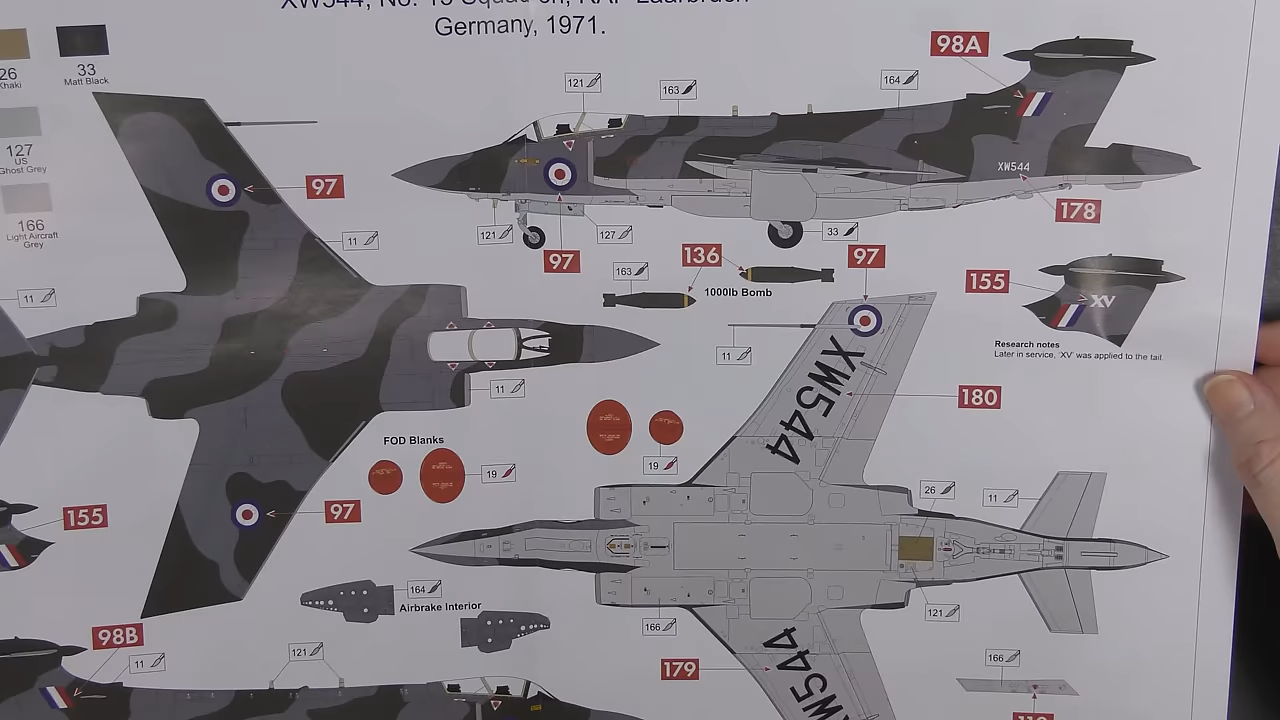 Germany, 1971.
26
Khaki
33
Matt Black
127
US
Ghost Grey
166
Light Aircraft
Grey
98A
121
163
164
97
11
XW544
178
121
97
127
33
11
163
136
1000lb Bomb
97
155
XV
Research notes
Later in service, 'XV' was applied to the tail.
11
11
XW544
180
FOD Blanks
19
19
97
155
26
11
164
Airbrake Interior
121
166
98B
11
121
179
XW544
166